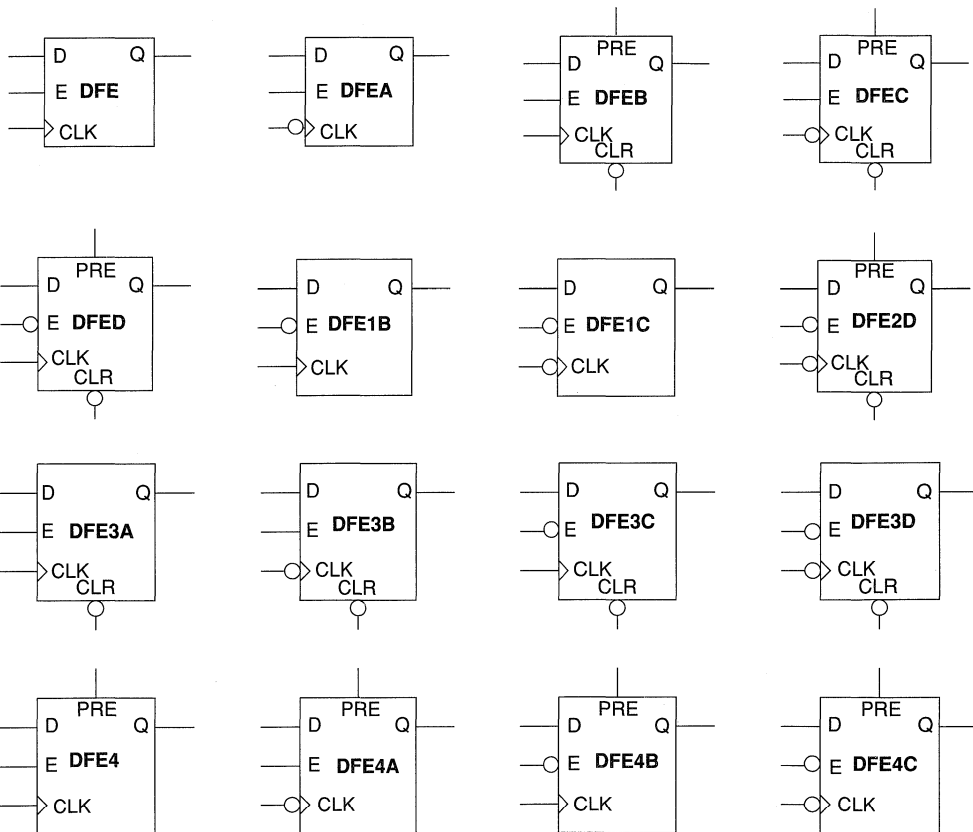 D Q
E DFE
CLK
D Q
E DFEA
CLK
PRE
D Q
E DFEB
CLK
CLR
PRE
D Q
E DFEC
CLK
CLR
PRE
D Q
E DFED
CLK
CLR
D Q
E DFE1B
CLK
D Q
E DFE1C
CLK
PRE
D Q
E DFE2D
CLK
CLR
D Q
E DFE3A
CLK
CLR
D Q
E DFE3B
CLK
CLR
D Q
E DFE3C
CLK
CLR
D Q
E DFE3D
CLK
CLR
PRE
D Q
E DFE4
CLK
PRE
D Q
E DFE4A
CLK
PRE
D Q
E DFE4B
CLK
PRE
D Q
E DFE4C
CLK